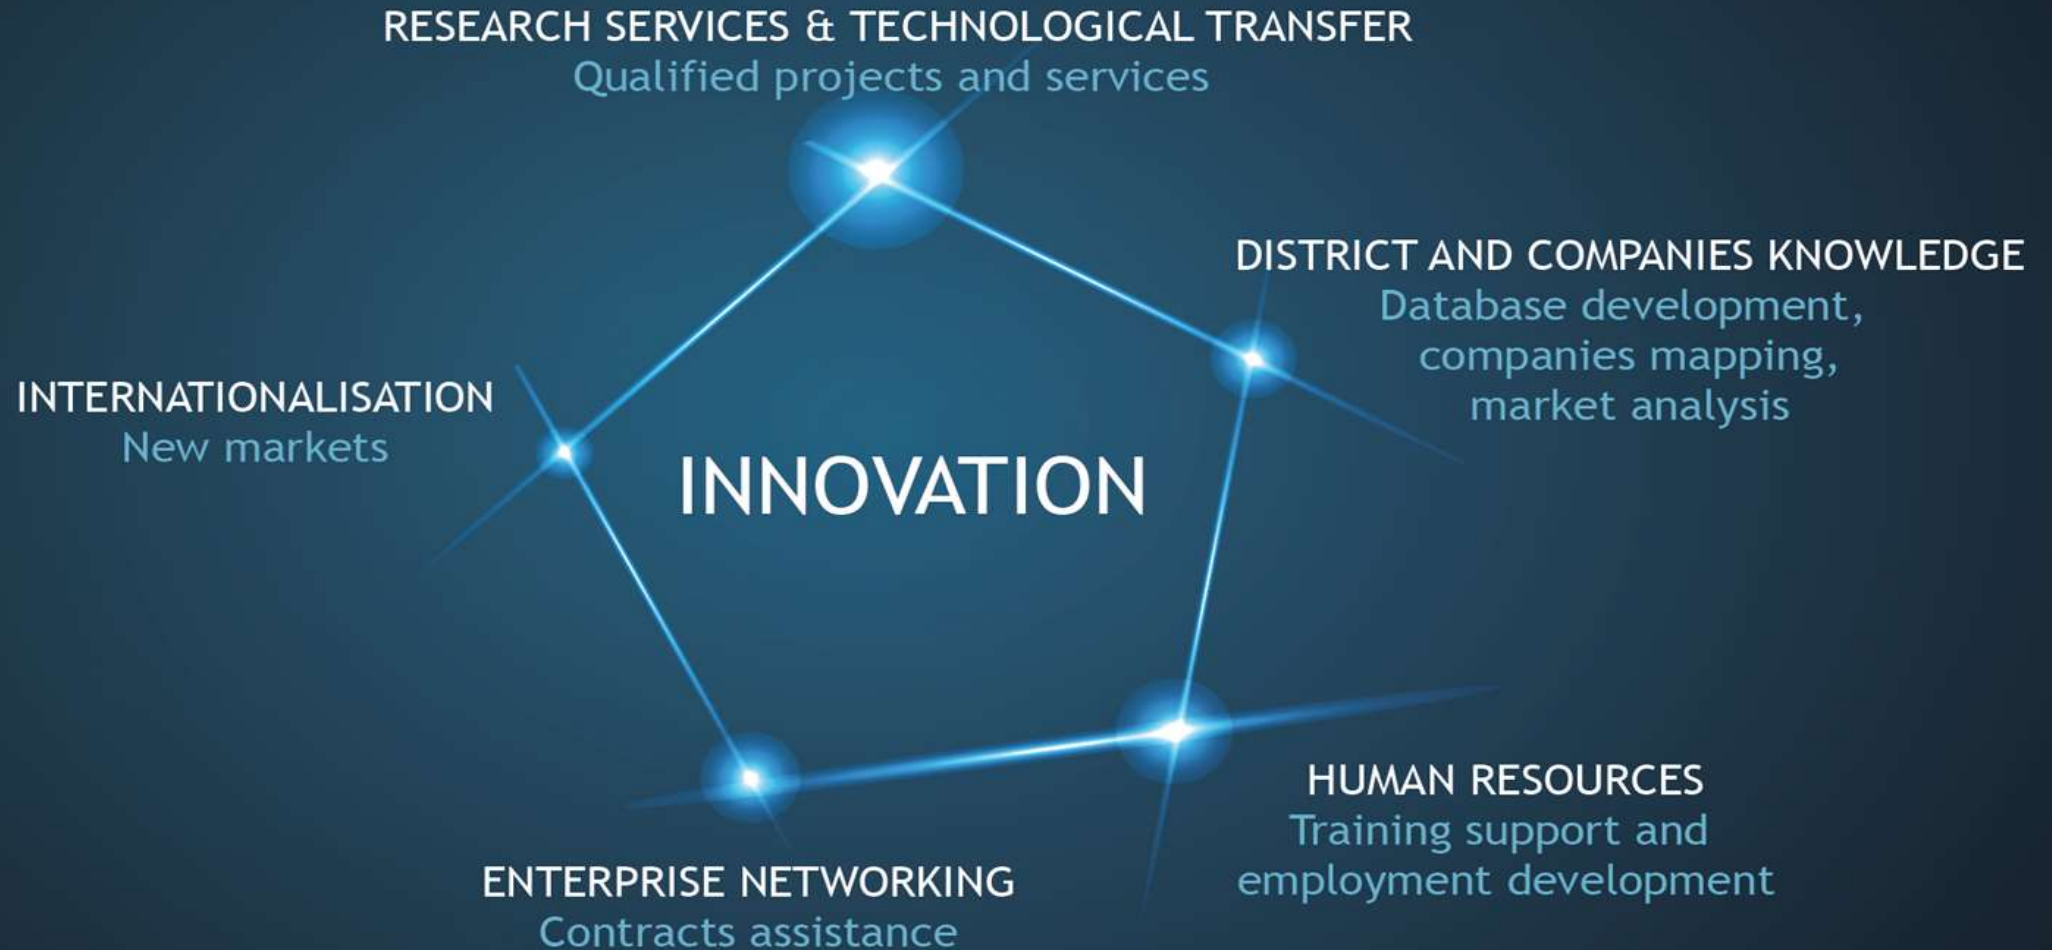 RESEARCH SERVICES & TECHNOLOGICAL TRANSFER
Qualified projects and services
DISTRICT AND COMPANIES KNOWLEDGE
Database development,
companies mapping,
market analysis
INTERNATIONALISATION
New markets
INNOVATION
HUMAN RESOURCES
Training support and
employment development
ENTERPRISE NETWORKING
Contracts assistance